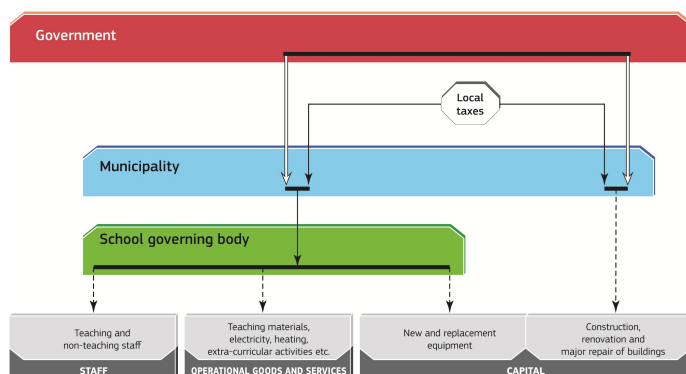 Government
Local
taxes
Municipality
School governing body
Teaching and
non-teaching staff
Teaching materials,
electricity, heating,
extra-curricular activities etc.
New and replacement
equipment
Construction,
renovation and
major repair of buildings
STAFF
OPERATIONAL GOODS AND SERVICES
CAPITAL